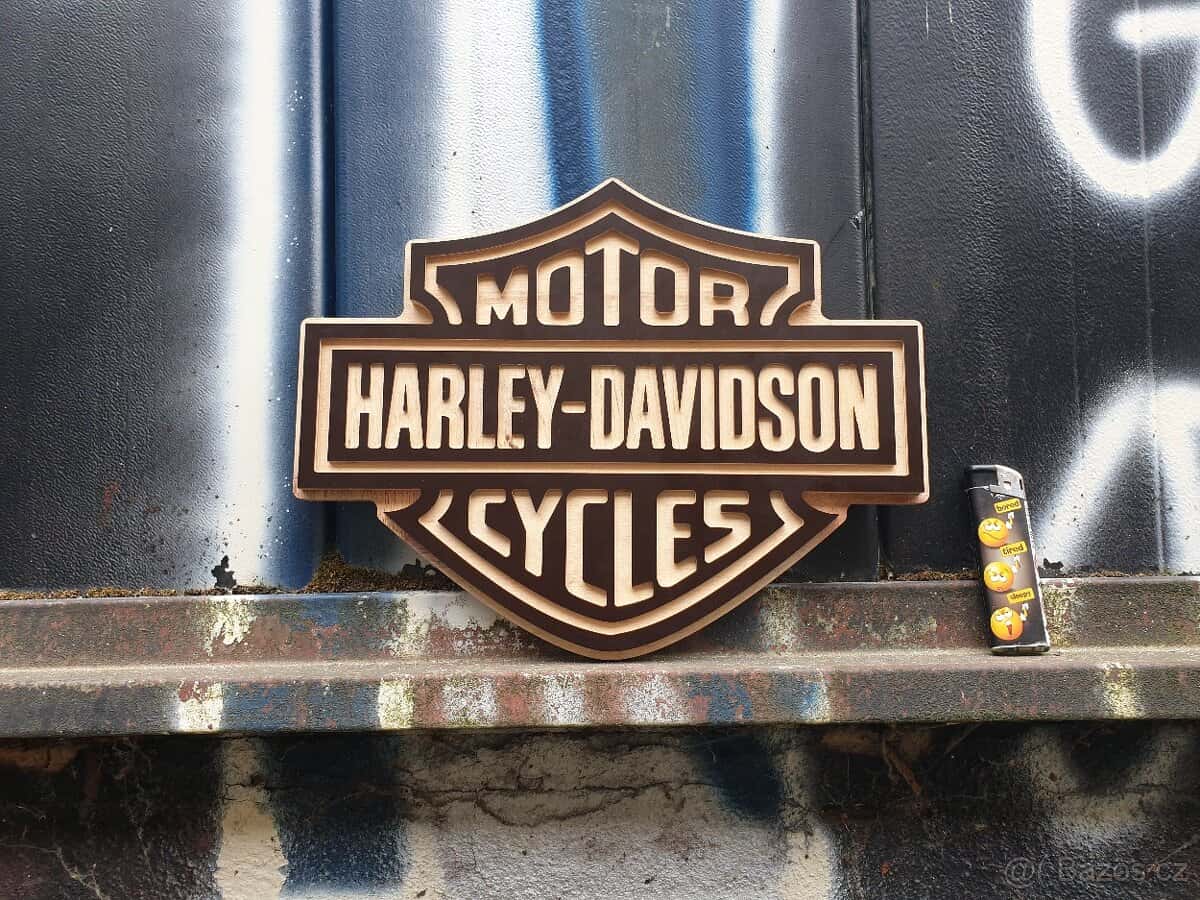 MOTOR
HARLEY-DAVIDSON
CYCLES
bored
tired
sleepy
Bazos.cz